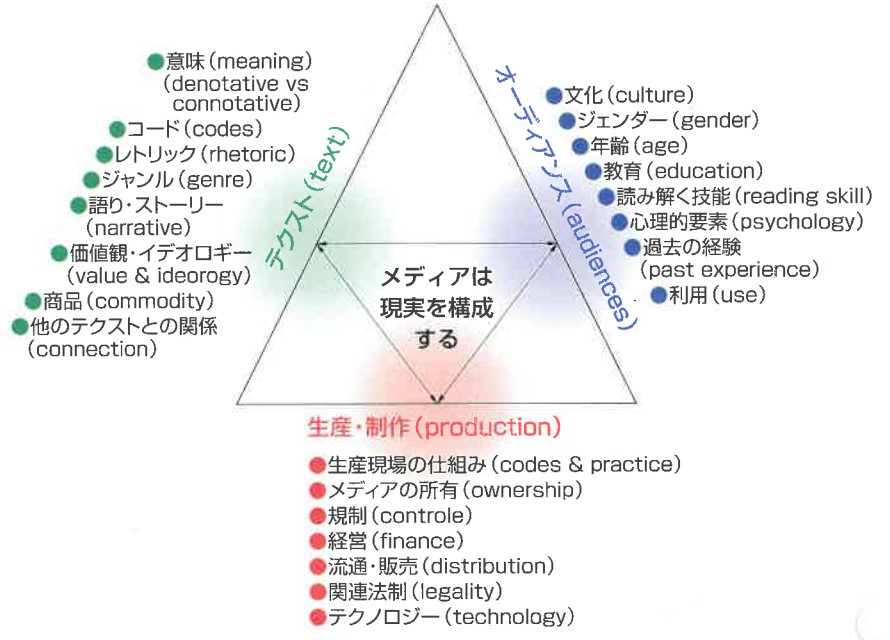 意味(meaning)
(denotative vs
connotative)
コード(codes)
レトリック(rhetoric)
ジャンル(genre)
語り・ストーリー
(narrative)
価値観・イデオロギー
(value & ideorogy)
商品(commodity)
他のテクストとの関係
(connection)
テクスト(text)
オーディアンス(audiences)
文化(culture)
ジェンダー(gender)
年齢(age)
教育(education)
読み解く技能(reading skill)
心理的要素(psychology)
過去の経験
(past experience)
利用(use)
メディアは
現実を構成
する
生産・制作(production)
生産現場の仕組み(codes & practice)
メディアの所有(ownership)
規制(controle)
経営(finance)
流通・販売(distribution)
関連法制(legality)
テクノロジー(technology)